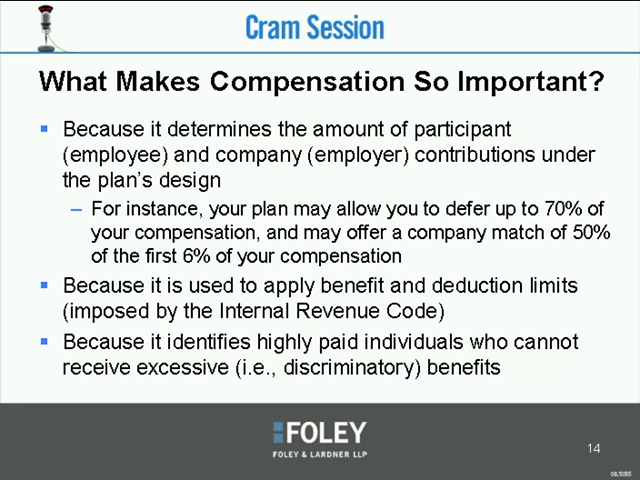 Cram Session
What Makes Compensation So Important?
Because it determines the amount of participant
(employee) and company (employer) contributions under
the plan's design
– For instance, your plan may allow you to defer up to 70% of
your compensation, and may offer a company match of 50%
of the first 6% of your compensation
Because it is used to apply benefit and deduction limits
(imposed by the Internal Revenue Code)
Because it identifies highly paid individuals who cannot
receive excessive (i.e., discriminatory) benefits
FOLEY
FOLEY & LARDNER LLP
14